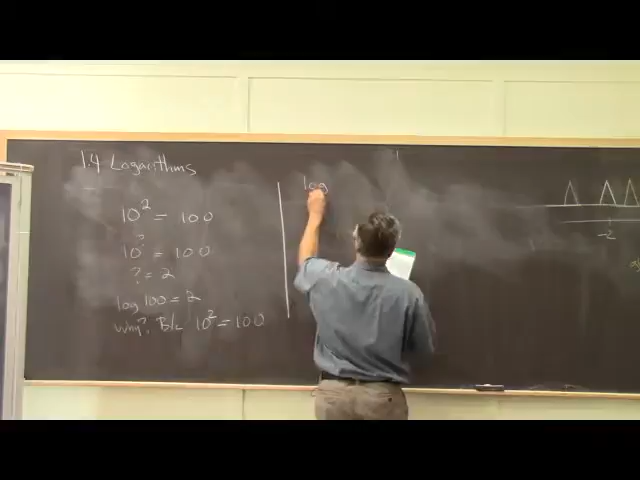 1.4 Logarithms
10² = 100
10^? = 100
? = 2
log 100 = 2
Why? B/c 10² = 100
log
-2